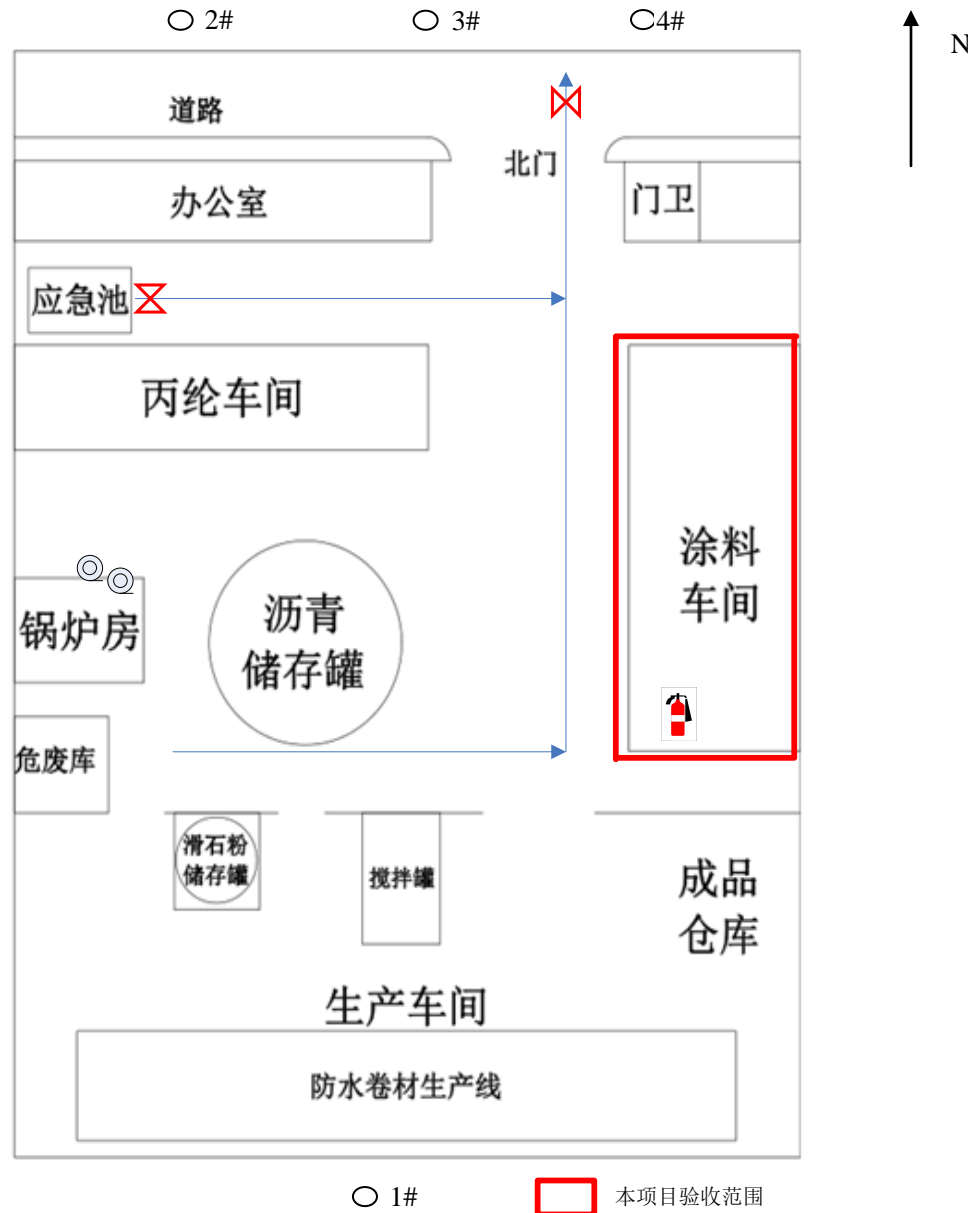 2#
3#
4#
N
道路
北门
办公室
门卫
应急池
丙纶车间
涂料
车间
沥青
储存罐
锅炉房
危废库
滑石粉
储存罐
搅拌罐
成品
仓库
生产车间
防水卷材生产线
1#
本项目验收范围